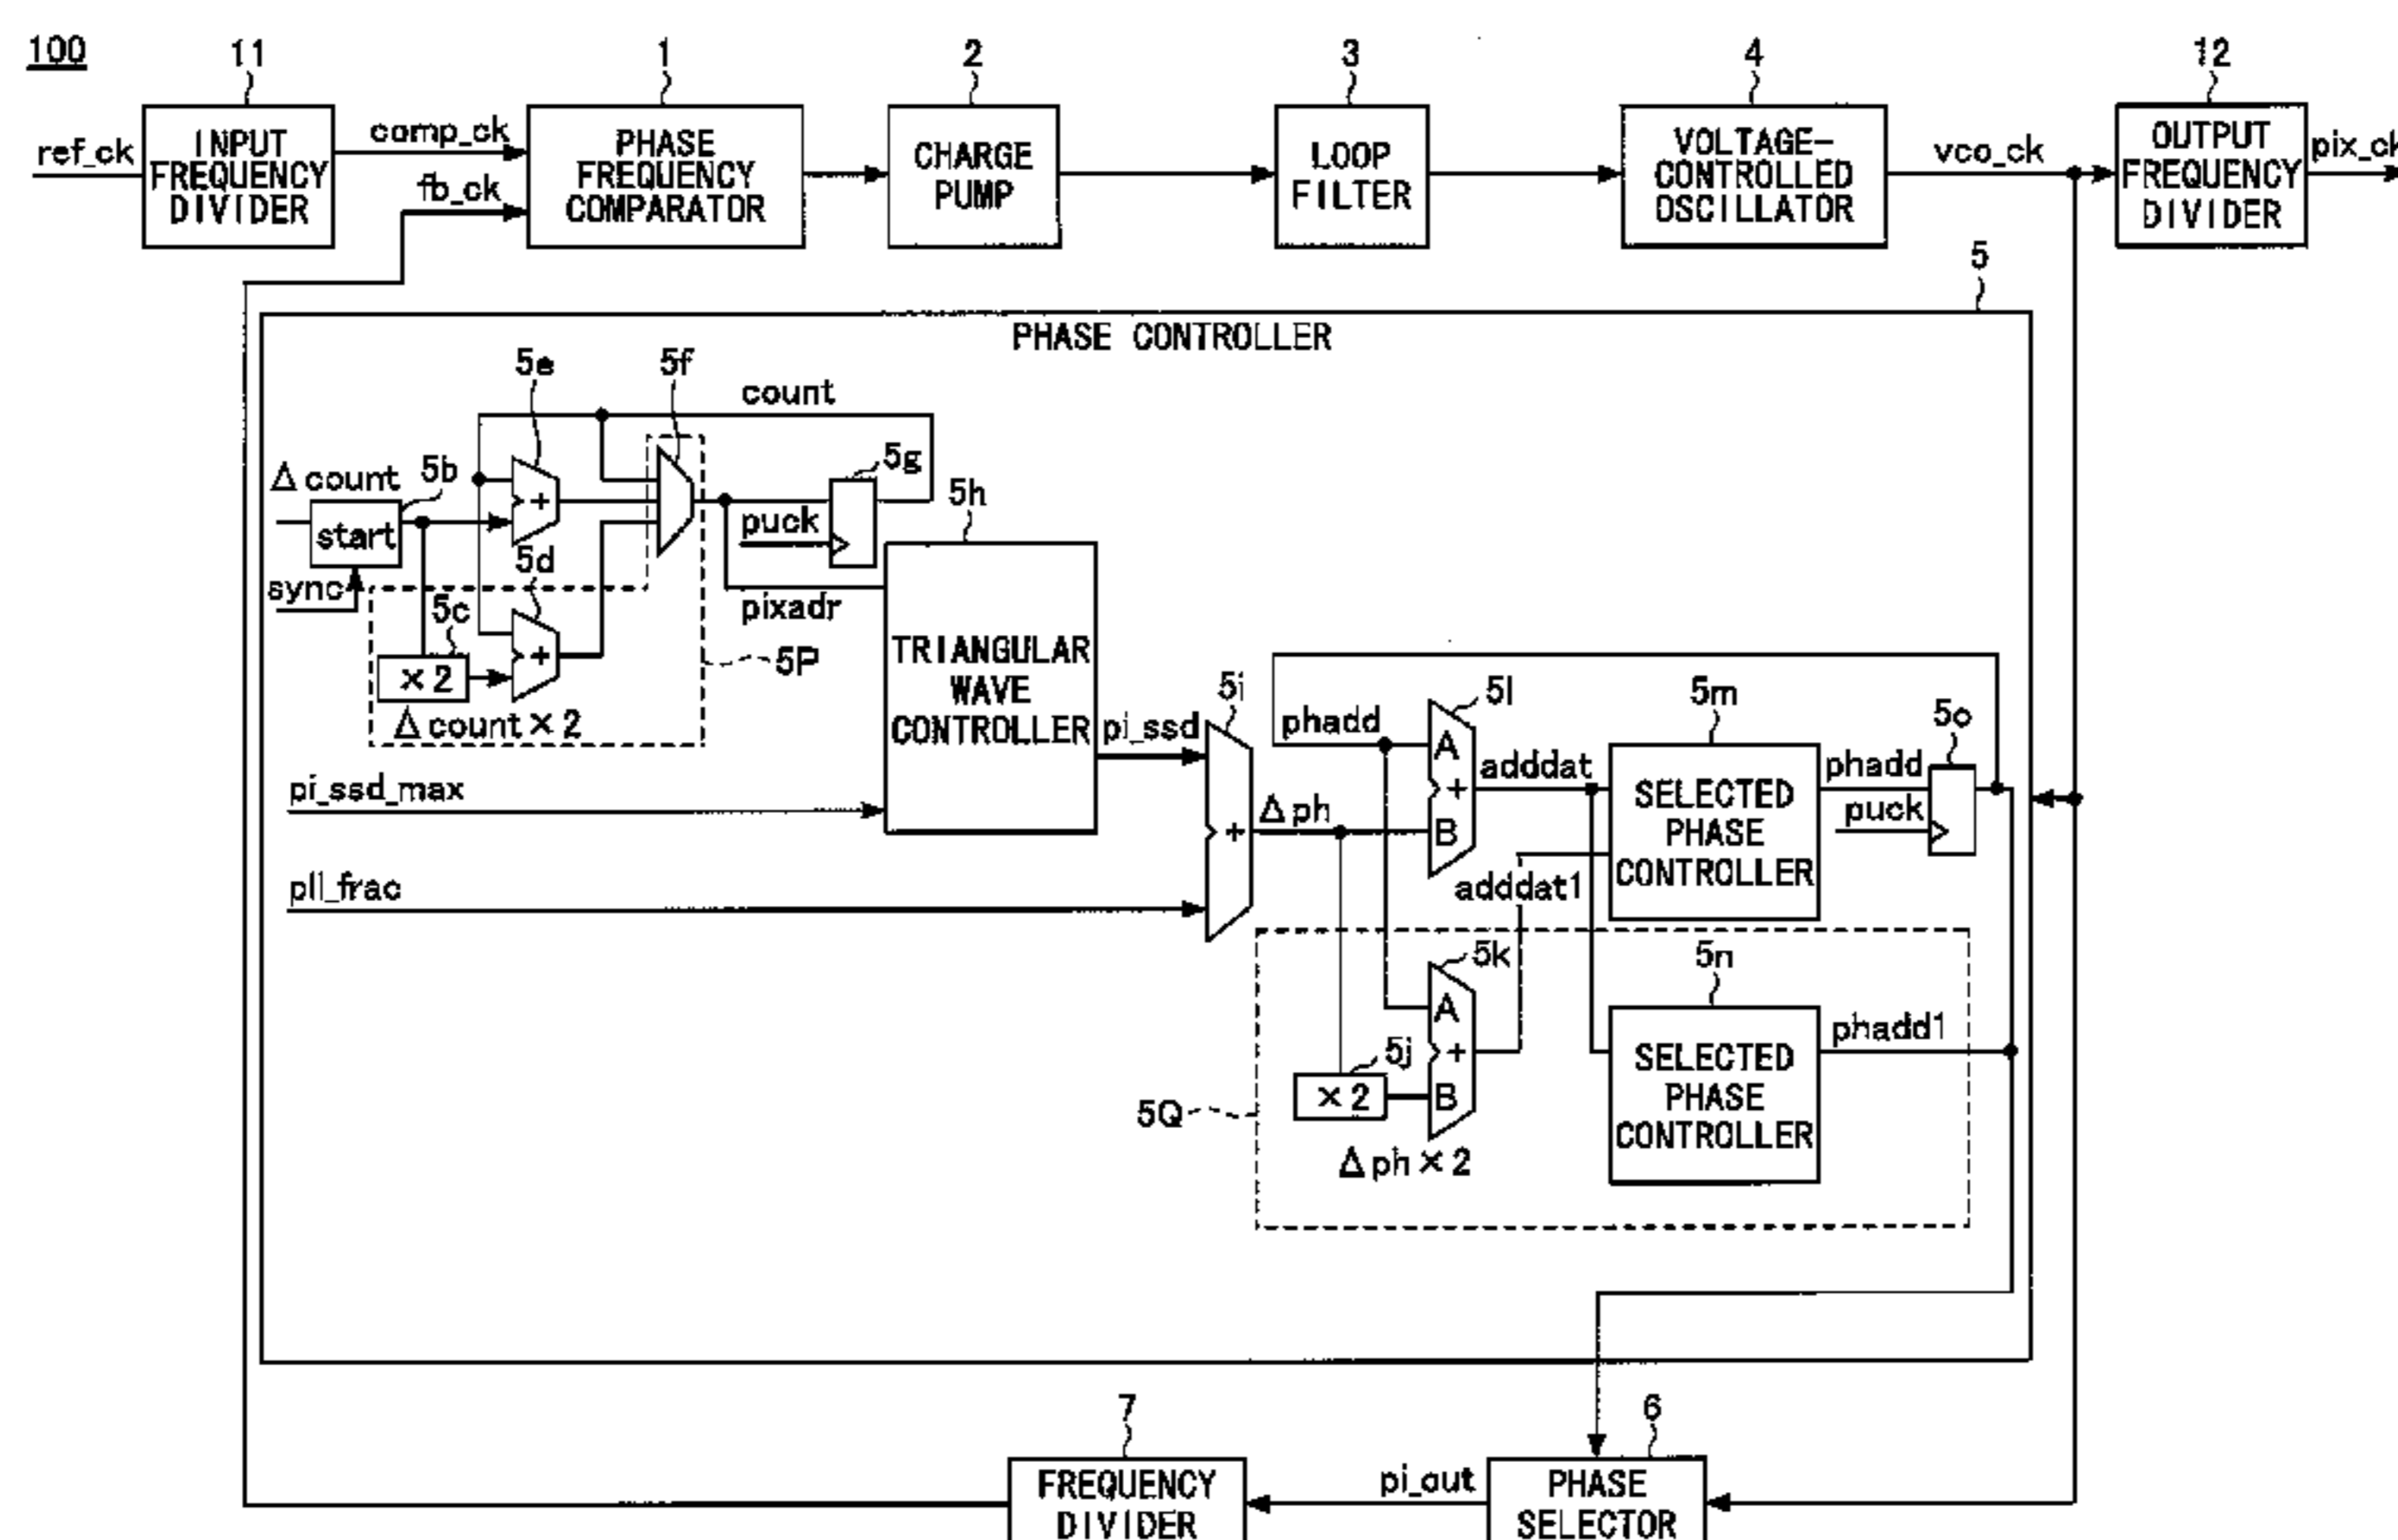 100
11
1
2
3
4
12
ref_ck
INPUT
FREQUENCY
DIVIDER
comp_ck
fb_ck
PHASE
FREQUENCY
COMPARATOR
CHARGE
PUMP
LOOP
FILTER
VOLTAGE-
CONTROLLED
OSCILLATOR
vco_ck
OUTPUT
FREQUENCY
DIVIDER
pix_ck
5
PHASE CONTROLLER
5e
5f
count
5g
5h
Δcount
5b
start
puck
sync
5d
pixadr
5c
×2
+
+
5P
Δcount×2
TRIANGULAR
WAVE
CONTROLLER
pi_ssd
5i
pi_ssd_max
pll_frac
+
Δph
phadd
5l
A
+
B
adddat
adddat1
5m
SELECTED
PHASE
CONTROLLER
phadd
puck
5o
5k
A
+
B
5j
×2
Δph×2
5Q
5n
SELECTED
PHASE
CONTROLLER
phadd1
7
FREQUENCY
DIVIDER
pi_out
6
PHASE
SELECTOR